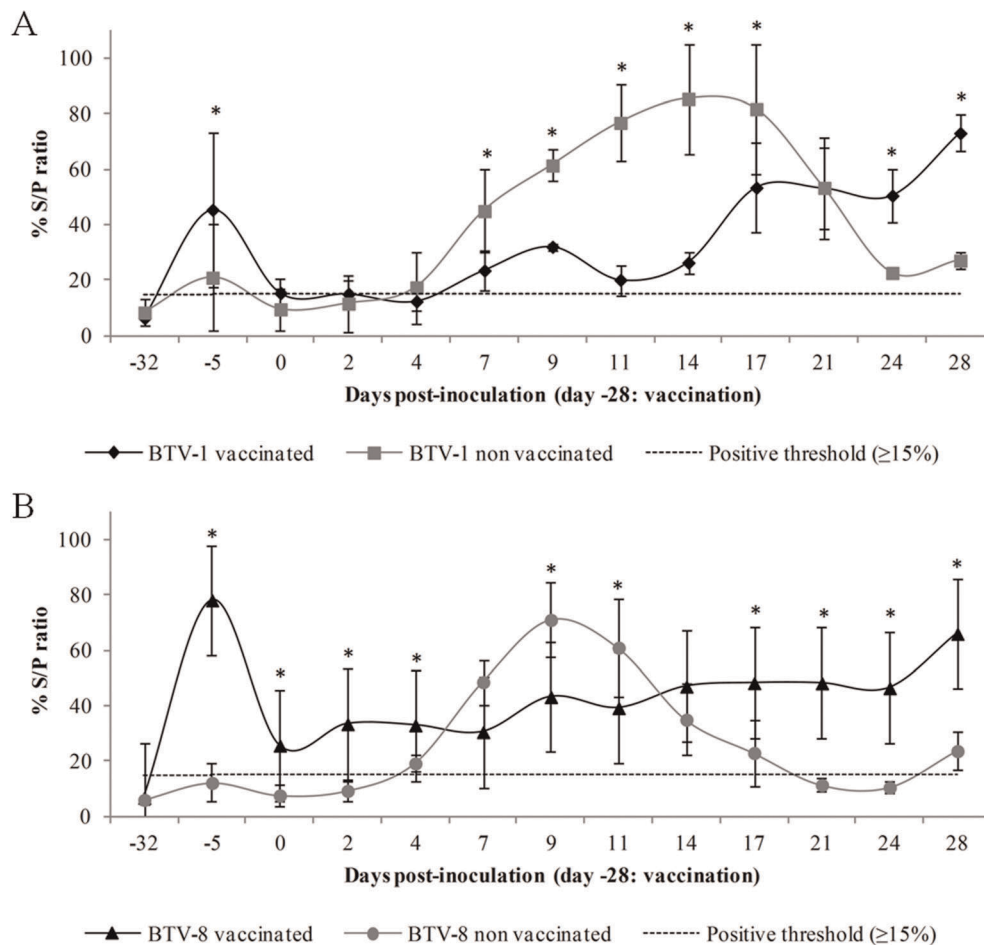 A
% S/P ratio
100
80
60
40
20
0
* * * * * * * * *
-32 -5 0 2 4 7 9 11 14 17 21 24 28
Days post-inoculation (day -28: vaccination)
BTV-1 vaccinated BTV-1 non vaccinated Positive threshold (≥15%)
B
% S/P ratio
100
80
60
40
20
0
* * * * * * * * * *
-32 -5 0 2 4 7 9 11 14 17 21 24 28
Days post-inoculation (day -28: vaccination)
BTV-8 vaccinated BTV-8 non vaccinated Positive threshold (≥15%)